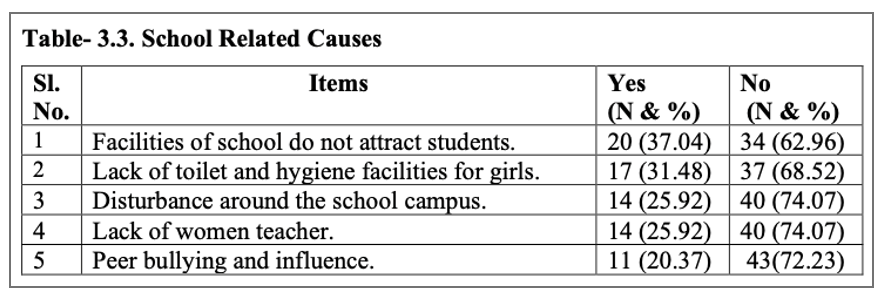 Table- 3.3. School Related Causes
Sl. No. Items Yes (N & %) No (N & %)
1 Facilities of school do not attract students. 20 (37.04) 34 (62.96)
2 Lack of toilet and hygiene facilities for girls. 17 (31.48) 37 (68.52)
3 Disturbance around the school campus. 14 (25.92) 40 (74.07)
4 Lack of women teacher. 14 (25.92) 40 (74.07)
5 Peer bullying and influence. 11 (20.37) 43(72.23)